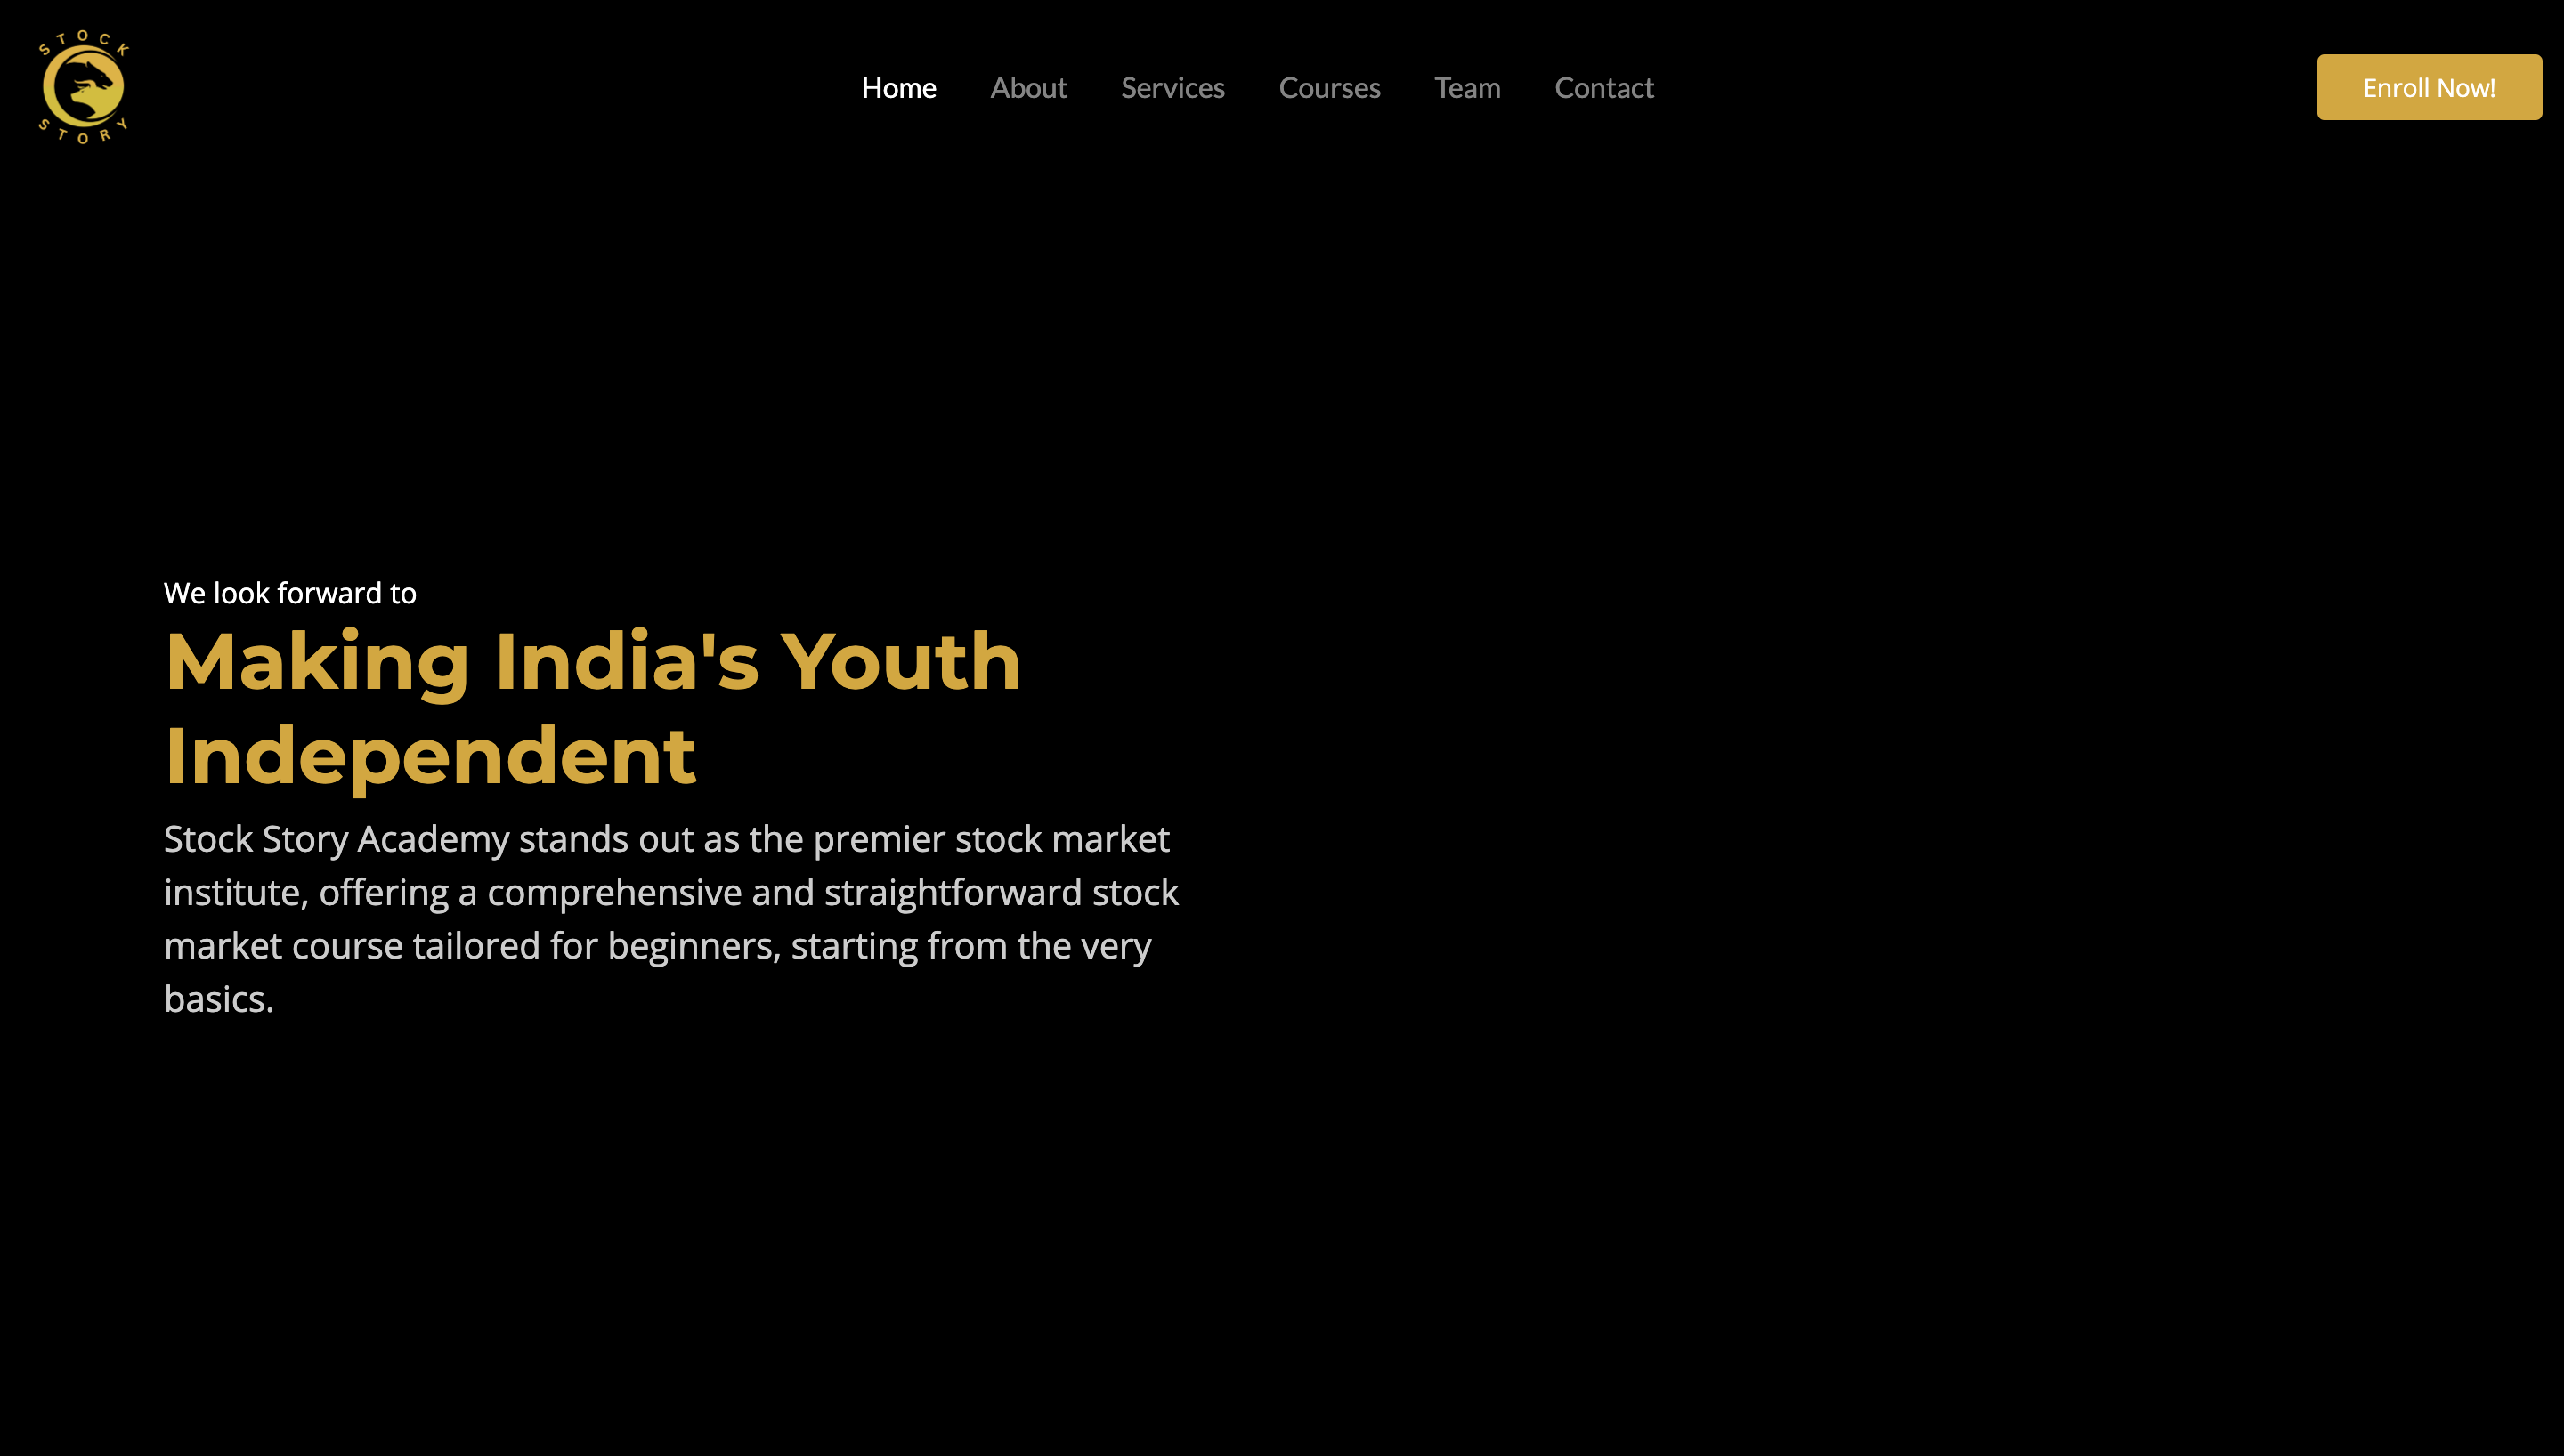 STOCK
STORY
Home About Services Courses Team Contact
Enroll Now!
We look forward to
Making India's Youth
Independent
Stock Story Academy stands out as the premier stock market
institute, offering a comprehensive and straightforward stock
market course tailored for beginners, starting from the very
basics.